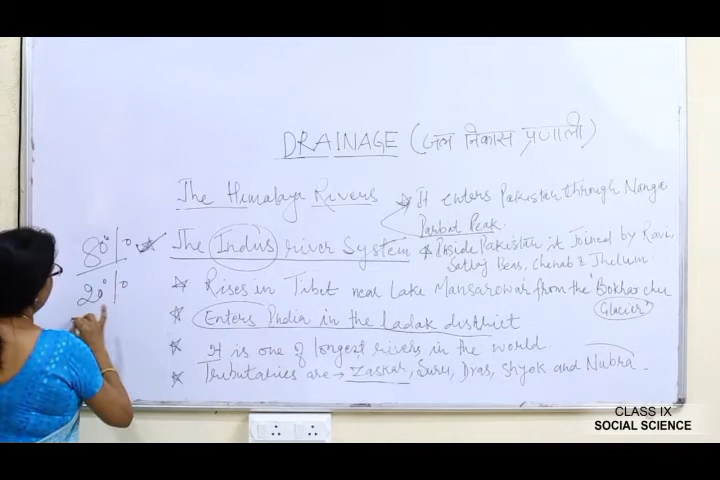 DRAINAGE (जल निकास प्रणाली)
The Himalaya Rivers
It enters Pakistan through Nanga
Parbat Peak.
80%
The Indus river System
Inside Pakistan it Joined by Ravi,
Satluj Beas, Chenab & Jhelum.
20%
Rises in Tibet near Lake Mansarowar from the "Bokhar chu
Glacier"
Enters India in the Ladak district
It is one of longest rivers in the world.
Tributaries are → Zaskar, Suru, Dras, Shyok and Nubra.
CLASS IX
SOCIAL SCIENCE